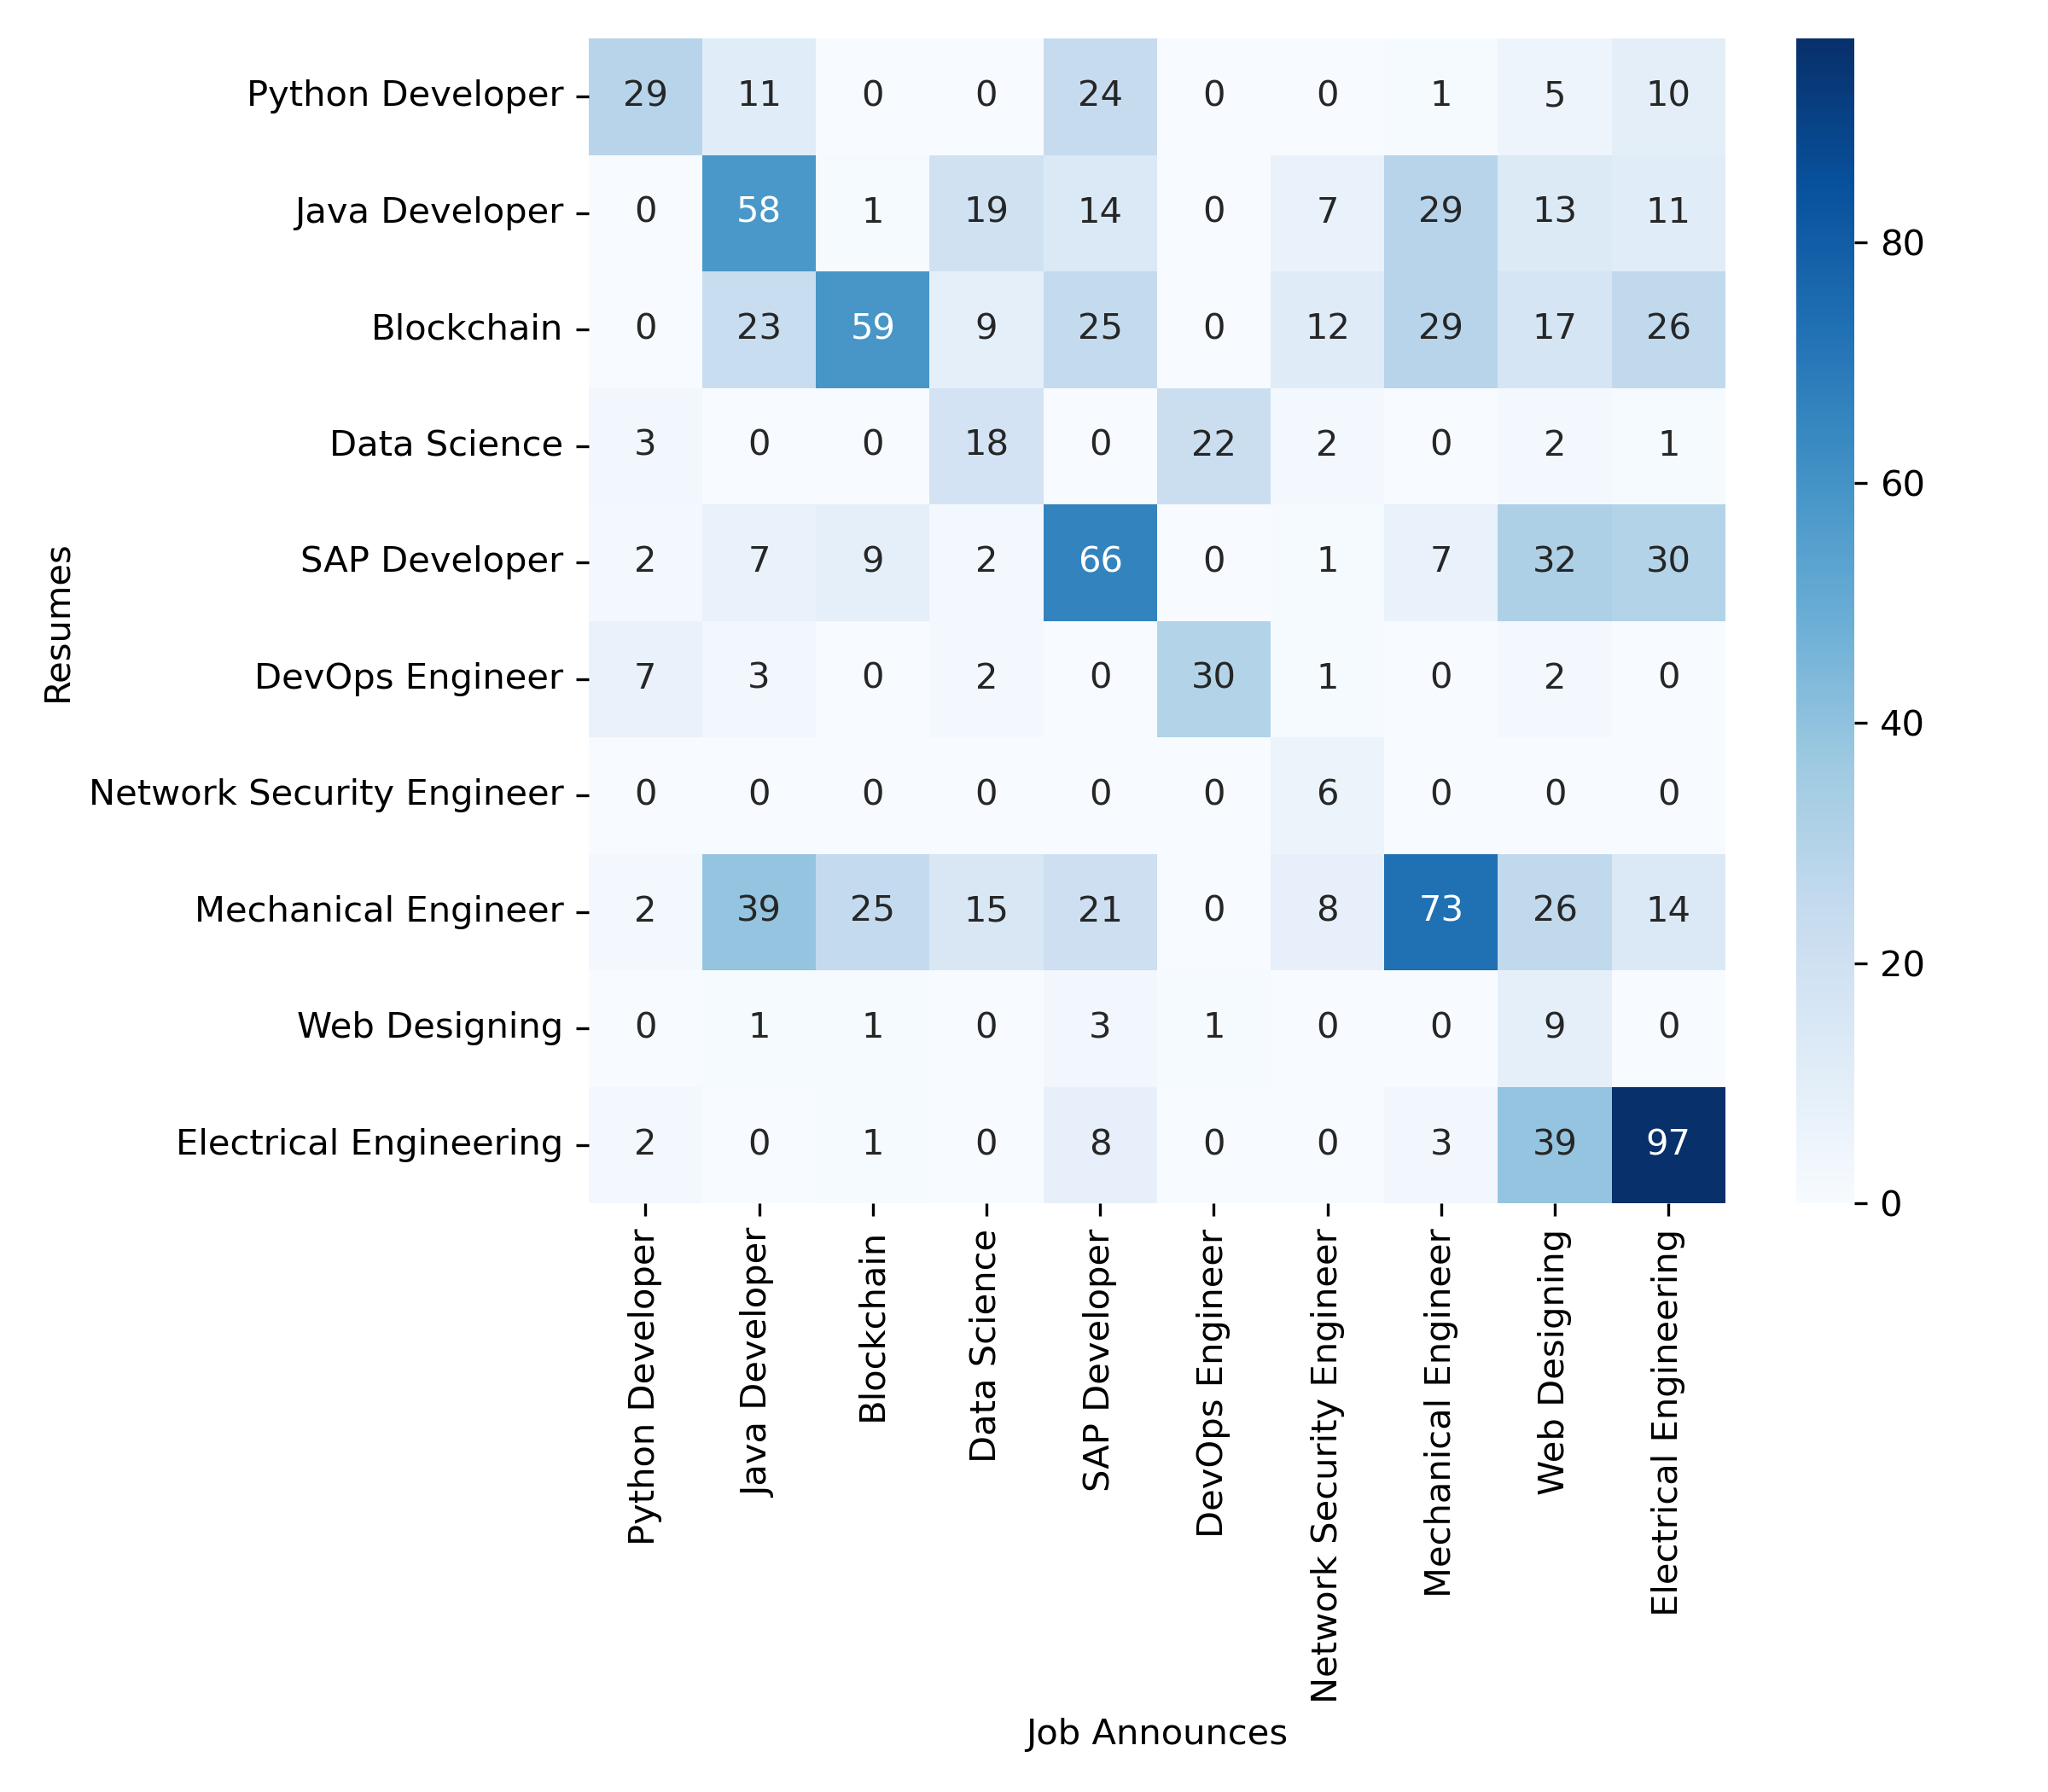 Python Developer 29 11 0 0 24 0 0 1 5 10
Java Developer 0 58 1 19 14 0 7 29 13 11
Blockchain 0 23 59 9 25 0 12 29 17 26
Data Science 3 0 0 18 0 22 2 0 2 1
SAP Developer 2 7 9 2 66 0 1 7 32 30
DevOps Engineer 7 3 0 2 0 30 1 0 2 0
Network Security Engineer 0 0 0 0 0 0 6 0 0 0
Mechanical Engineer 2 39 25 15 21 0 8 73 26 14
Web Designing 0 1 1 0 3 1 0 0 9 0
Electrical Engineering 2 0 1 0 8 0 0 3 39 97
Resumes
Python Developer
Java Developer
Blockchain
Data Science
SAP Developer
DevOps Engineer
Network Security Engineer
Mechanical Engineer
Web Designing
Electrical Engineering
Job Announces
80
60
40
20
0